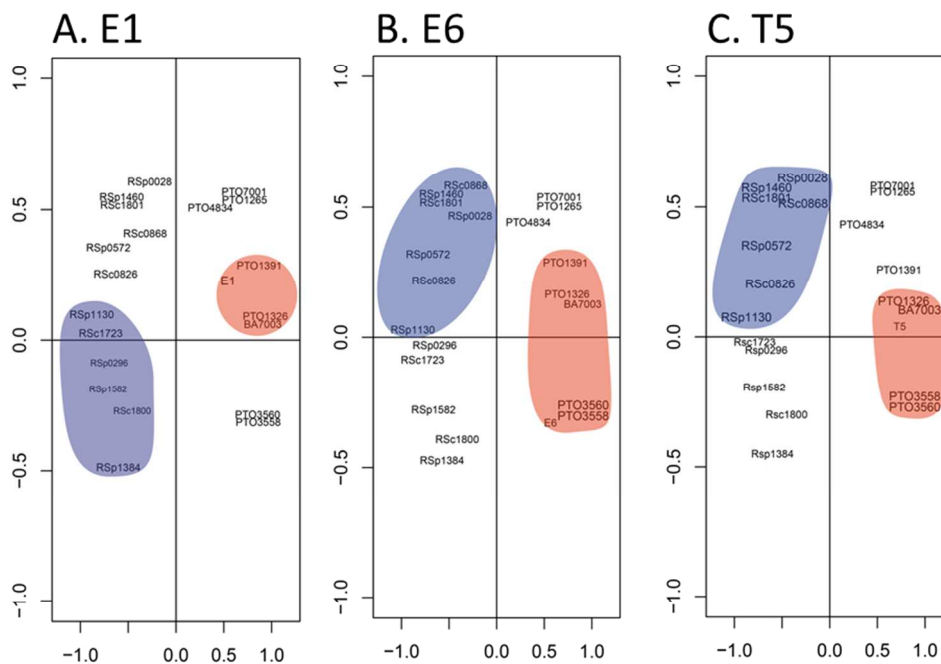 A. E1
1.0
0.5
0.0
−0.5
−1.0
−1.0
0.0
0.5
1.0
RSp0028
RSp1460
RSc1801
RSc0868
RSp0572
RSc0826
RSp1130
RSc1723
RSp0296
RSp1582
RSc1800
RSp1384
PTO7001
PTO1265
PTO4834
PTO1391
E1
PTO1326
BA7003
PTO3560
PTO3558
B. E6
1.0
0.5
0.0
−0.5
−1.0
−1.0
0.0
0.5
1.0
RSc0868
RSp1460
RSc1801
RSp0028
RSp0572
RSc0826
RSp1130
RSp0296
RSc1723
RSp1582
RSc1800
RSp1384
PTO7001
PTO1265
PTO4834
PTO1391
PTO1326
BA7003
PTO3560
PTO3558
E6
C. T5
1.0
0.5
0.0
−0.5
−1.0
−1.0
0.0
0.5
1.0
RSp0028
RSp1460
RSc1801
RSc0868
RSp0572
RSc0826
RSp1130
Rsc1723
Rsp0296
Rsp1582
Rsc1800
Rsp1384
PTO7001
PTO1265
PTO4834
PTO1391
PTO1326
BA7003
T5
PTO3558
PTO3560